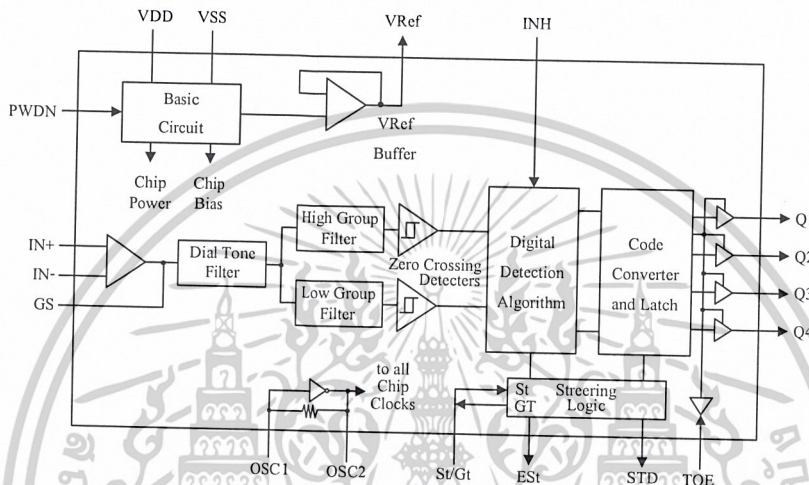 VDD VSS VRef INH
PWDN
Basic
Circuit
VRef
Buffer
Chip
Power
Chip
Bias
IN+
IN-
GS
Dial Tone
Filter
High Group
Filter
Low Group
Filter
Zero Crossing
Detecters
Digital
Detection
Algorithm
Code
Converter
and Latch
Q
Q2
Q3
Q4
to all
Chip
Clocks
St
GT
Streering
Logic
OSC1 OSC2 St/Gt ESt STD TOE